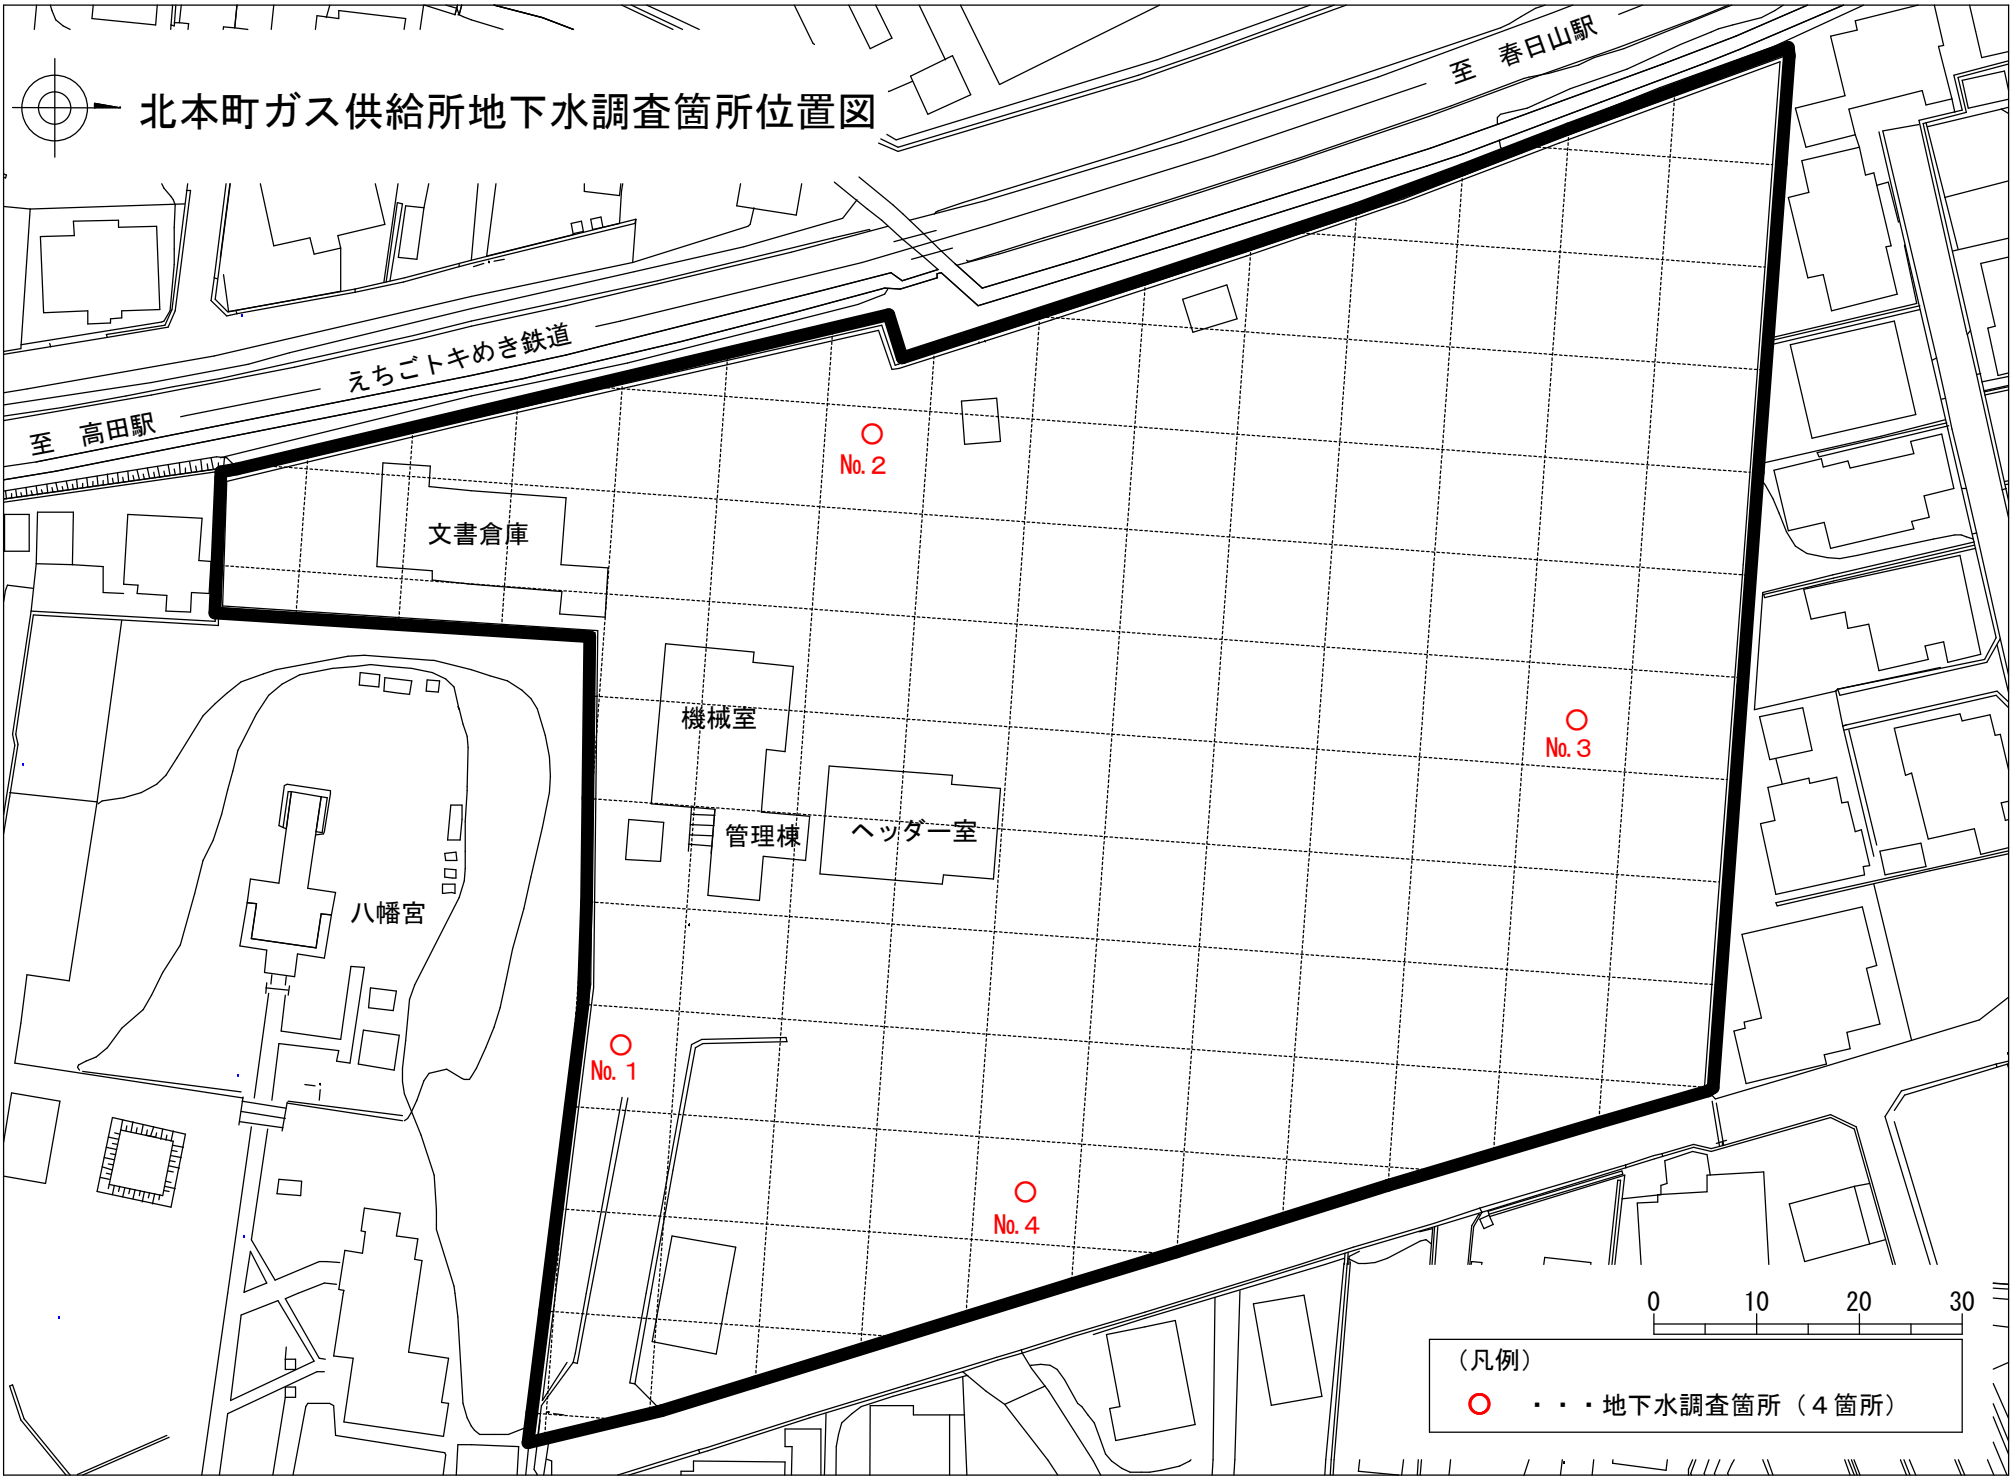 北本町ガス供給所地下水調査箇所位置図
至　春日山駅
えちごトキめき鉄道
至　高田駅
No.2
文書倉庫
機械室
No.3
管理棟
ヘッダー室
八幡宮
No.1
No.4
0 10 20 30
（凡例）
○ ・・・地下水調査箇所（４箇所）